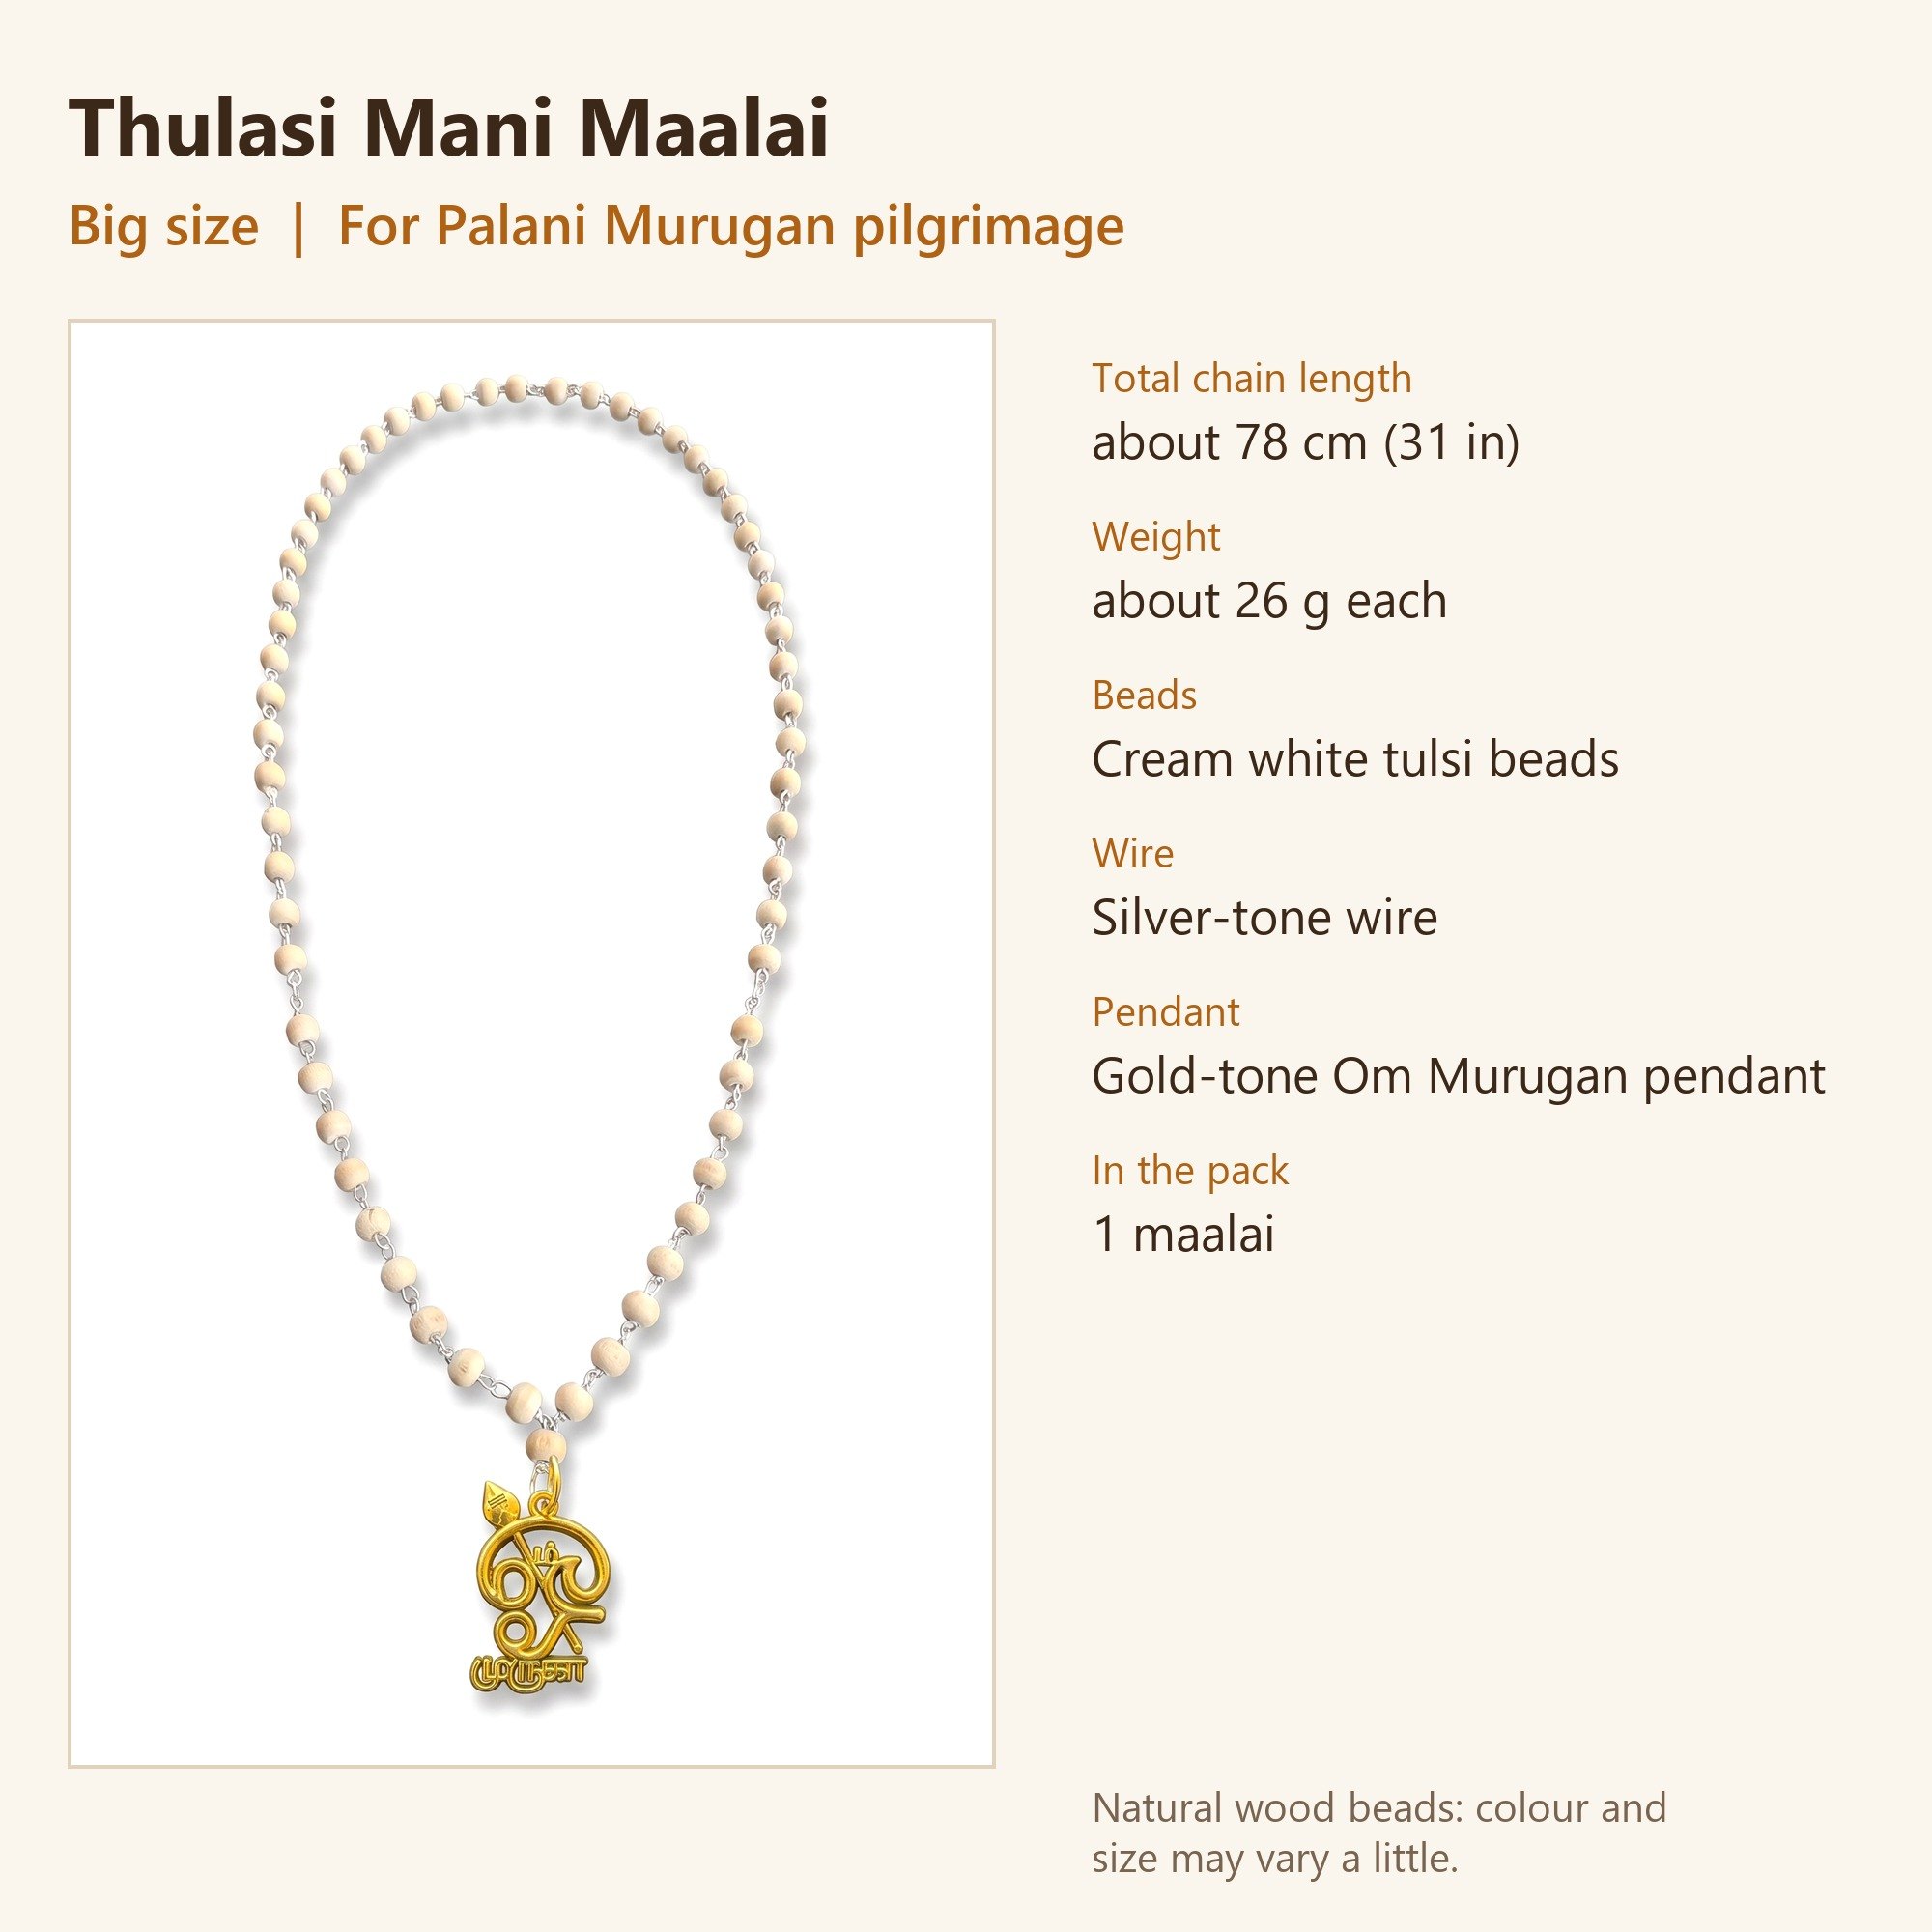 Thulasi Mani Maalai
Big size | For Palani Murugan pilgrimage
Total chain length
about 78 cm (31 in)
Weight
about 26 g each
Beads
Cream white tulsi beads
Wire
Silver-tone wire
Pendant
Gold-tone Om Murugan pendant
In the pack
1 maalai
ஓம்
முருகா
Natural wood beads: colour and
size may vary a little.